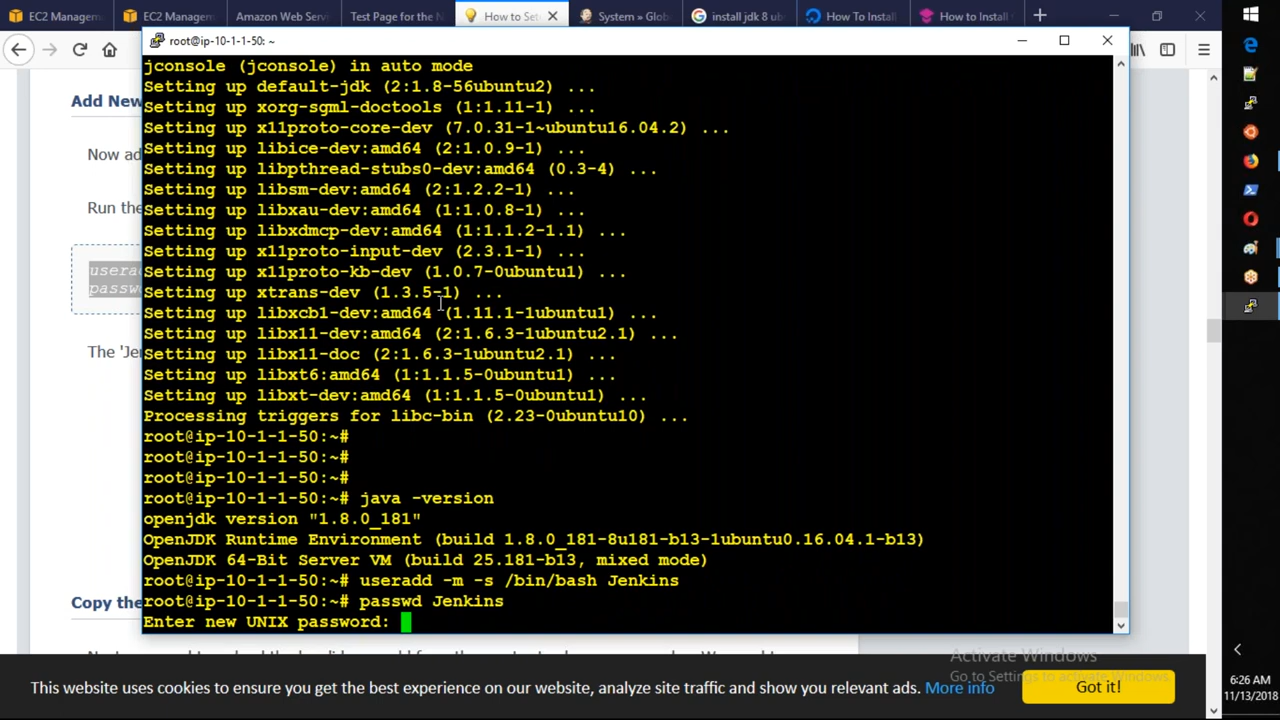 EC2 Managem
EC2 Managem
Amazon Web Servi
Test Page for the N
How to Set
System » Glob
install jdk 8 ub
How To Install
How to Install
root@ip-10-1-1-50: ~
Add New
Now ad
Run the
The 'Jen
Copy the
jconsole (jconsole) in auto mode
Setting up default-jdk (2:1.8-56ubuntu2) ...
Setting up xorg-sgml-doctools (1:1.11-1) ...
Setting up x11proto-core-dev (7.0.31-1~ubuntu16.04.2) ...
Setting up libice-dev:amd64 (2:1.0.9-1) ...
Setting up libpthread-stubs0-dev:amd64 (0.3-4) ...
Setting up libsm-dev:amd64 (2:1.2.2-1) ...
Setting up libxau-dev:amd64 (1:1.0.8-1) ...
Setting up libxdmcp-dev:amd64 (1:1.1.2-1.1) ...
Setting up x11proto-input-dev (2.3.1-1) ...
Setting up x11proto-kb-dev (1.0.7-0ubuntu1) ...
Setting up xtrans-dev (1.3.5-1) ...
Setting up libxcb1-dev:amd64 (1.11.1-1ubuntu1) ...
Setting up libx11-dev:amd64 (2:1.6.3-1ubuntu2.1) ...
Setting up libx11-doc (2:1.6.3-1ubuntu2.1) ...
Setting up libxt6:amd64 (1:1.1.5-0ubuntu1) ...
Setting up libxt-dev:amd64 (1:1.1.5-0ubuntu1) ...
Processing triggers for libc-bin (2.23-0ubuntu10) ...
root@ip-10-1-1-50:~#
root@ip-10-1-1-50:~#
root@ip-10-1-1-50:~#
root@ip-10-1-1-50:~# java -version
openjdk version "1.8.0_181"
OpenJDK Runtime Environment (build 1.8.0_181-8u181-b13-1ubuntu0.16.04.1-b13)
OpenJDK 64-Bit Server VM (build 25.181-b13, mixed mode)
root@ip-10-1-1-50:~# useradd -m -s /bin/bash Jenkins
root@ip-10-1-1-50:~# passwd Jenkins
Enter new UNIX password:
Activate Windows
Go to Settings to activate Windows.
This website uses cookies to ensure you get the best experience on our website, analyze site traffic and show you relevant ads. More info
Got it!
6:26 AM
11/13/2018